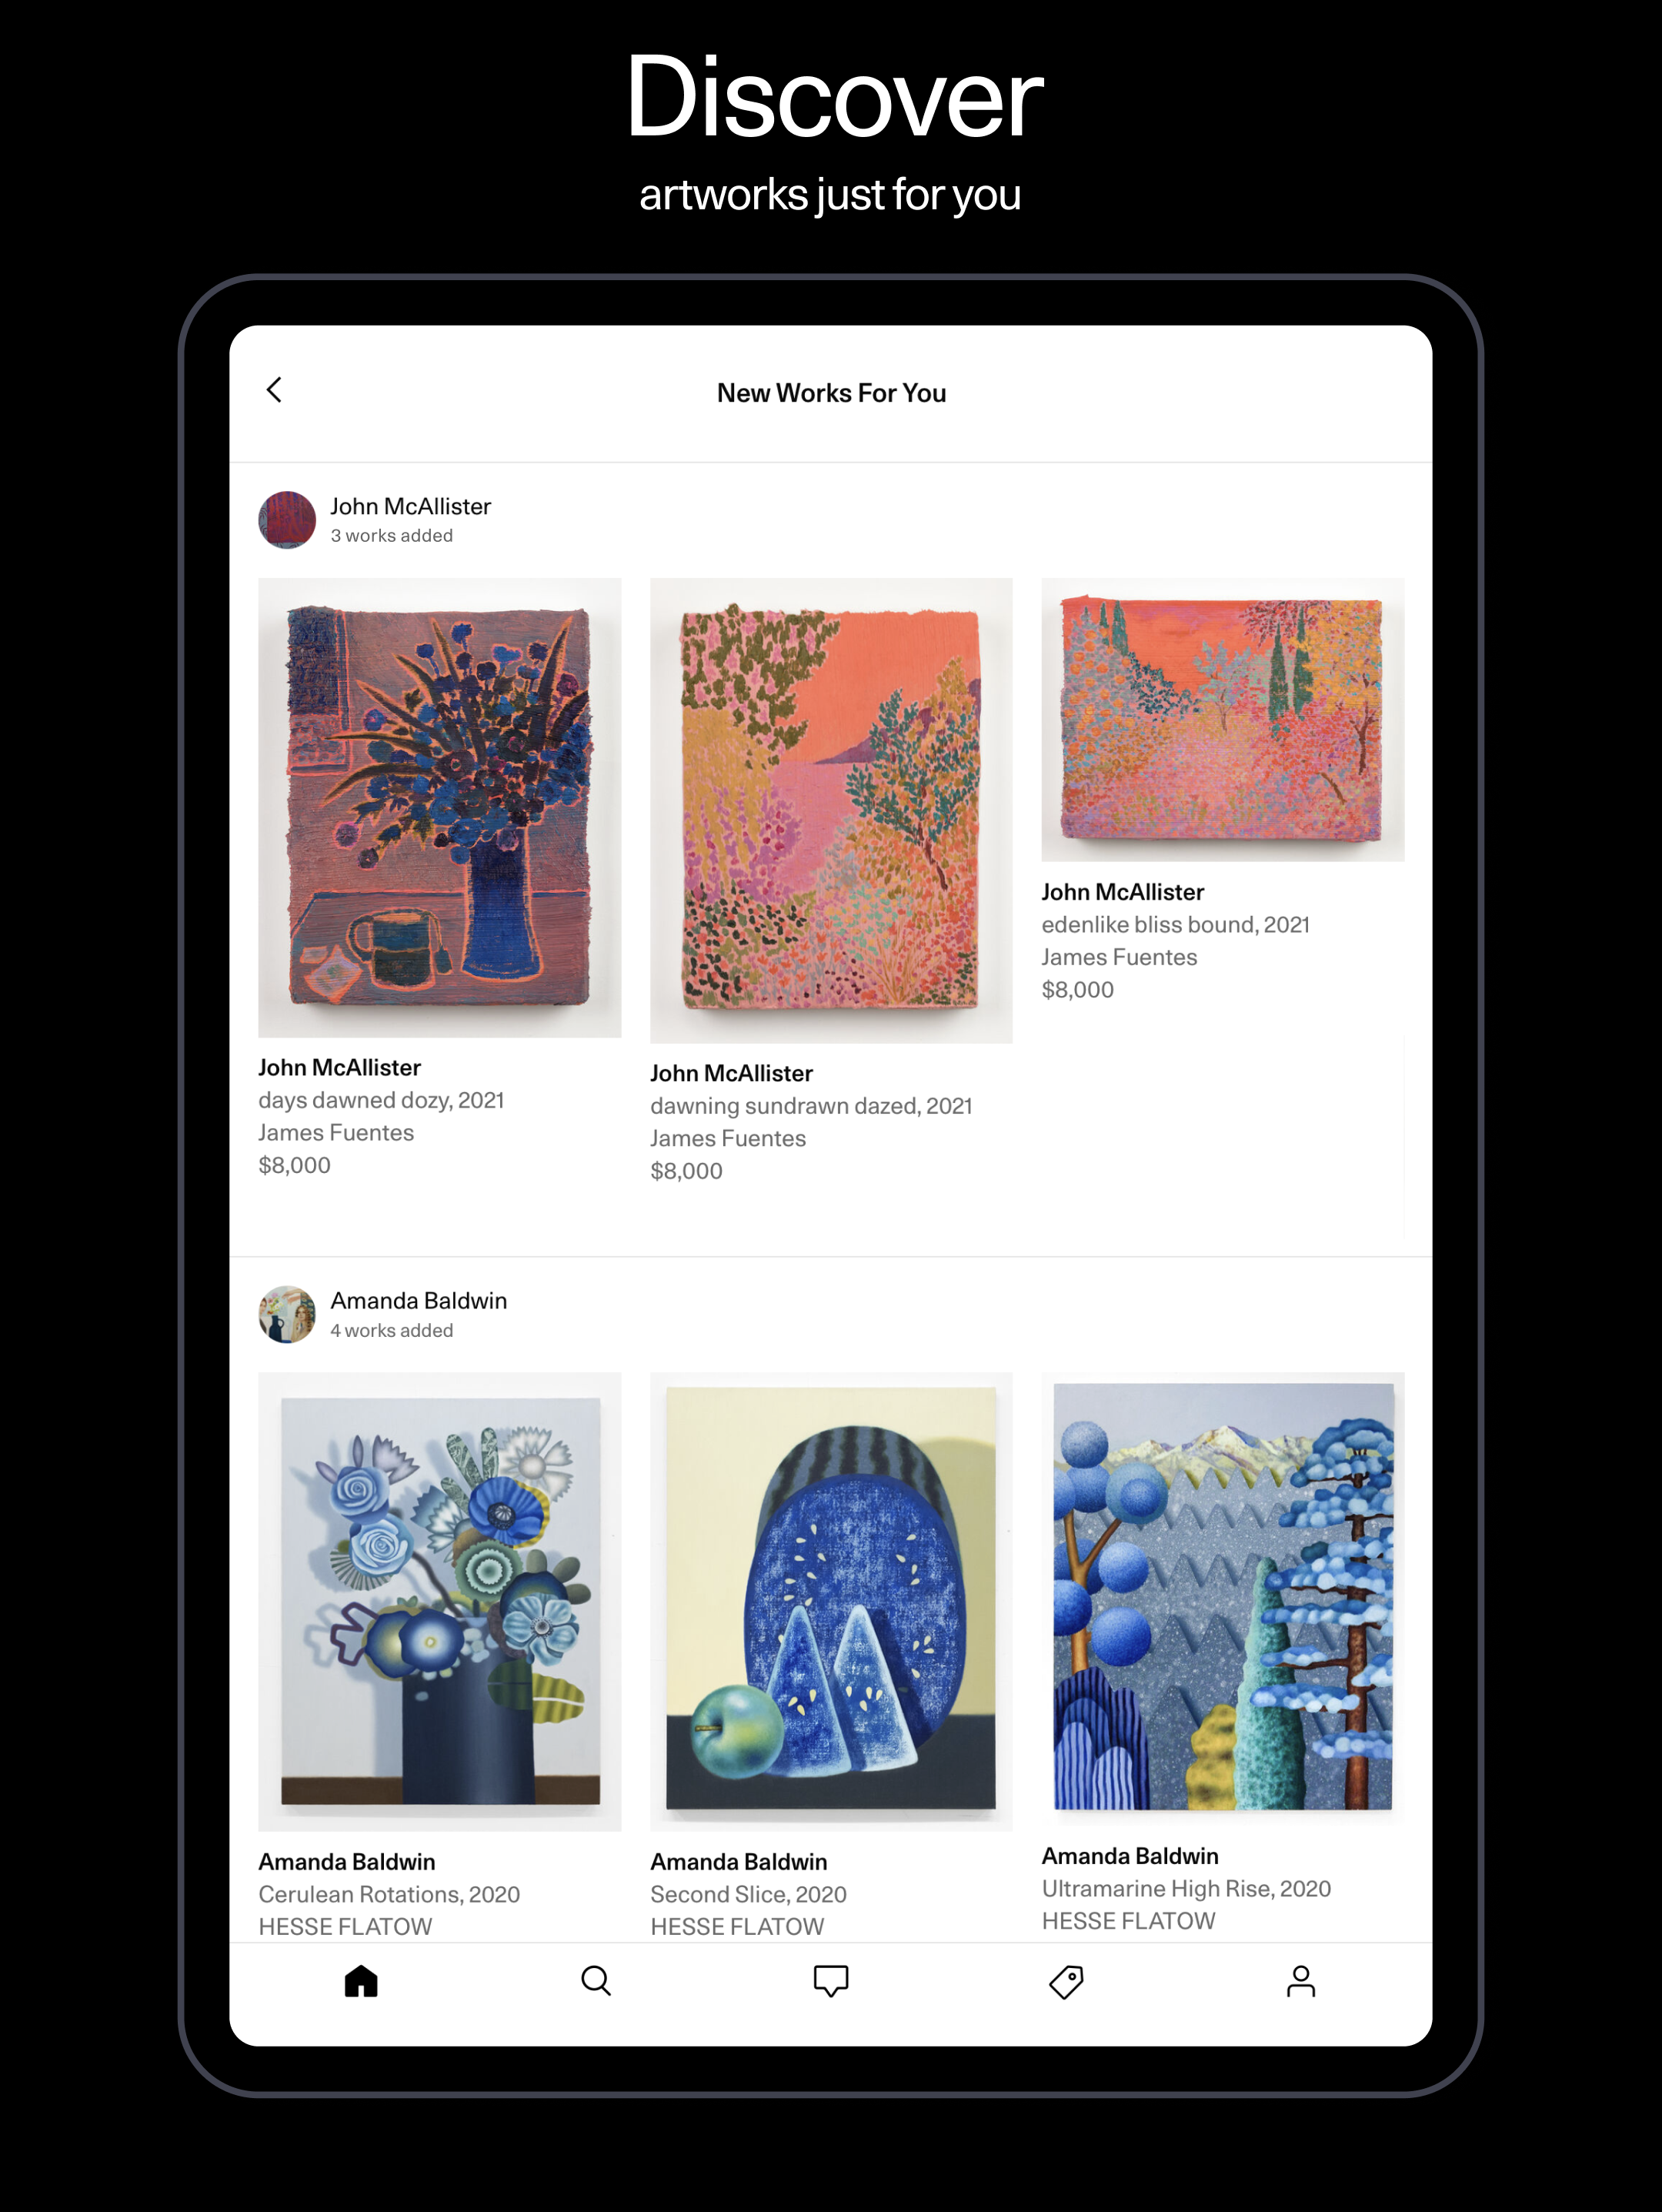 Discover
artworks just for you
New Works For You
John McAllister
3 works added
John McAllister
days dawned dozy, 2021
James Fuentes
$8,000
John McAllister
dawning sundrawn dazed, 2021
James Fuentes
$8,000
John McAllister
edenlike bliss bound, 2021
James Fuentes
$8,000
Amanda Baldwin
4 works added
Amanda Baldwin
Cerulean Rotations, 2020
HESSE FLATOW
Amanda Baldwin
Second Slice, 2020
HESSE FLATOW
Amanda Baldwin
Ultramarine High Rise, 2020
HESSE FLATOW